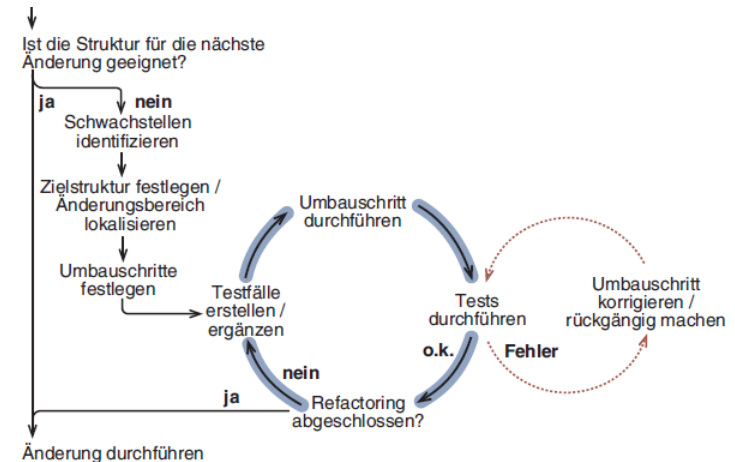 Ist die Struktur für die nächste
Änderung geeignet?
ja
nein
Schwachstellen
identifizieren
Zielstruktur festlegen /
Änderungsbereich
lokalisieren
Umbauschritte
festlegen
Testfälle
erstellen /
ergänzen
Umbauschritt
durchführen
Tests
durchführen
Umbauschritt
korrigieren /
rückgängig machen
o.k.
Fehler
nein
ja
Refactoring
abgeschlossen?
Änderung durchführen